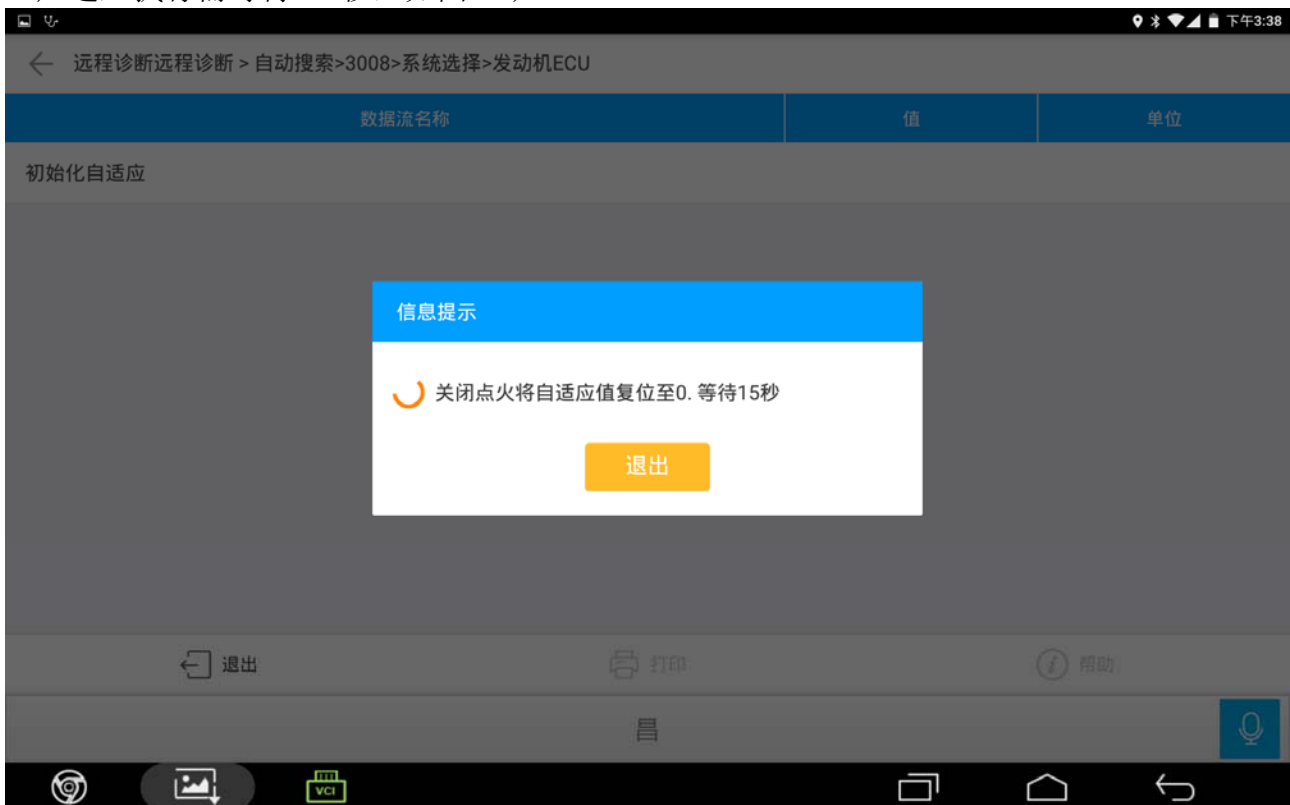 下午3:38
远程诊断远程诊断 > 自动搜索>3008>系统选择>发动机ECU
数据流名称 值 单位
初始化自适应
信息提示
关闭点火将自适应值复位至0. 等待15秒
退出
退出 打印 帮助
昌
VCI